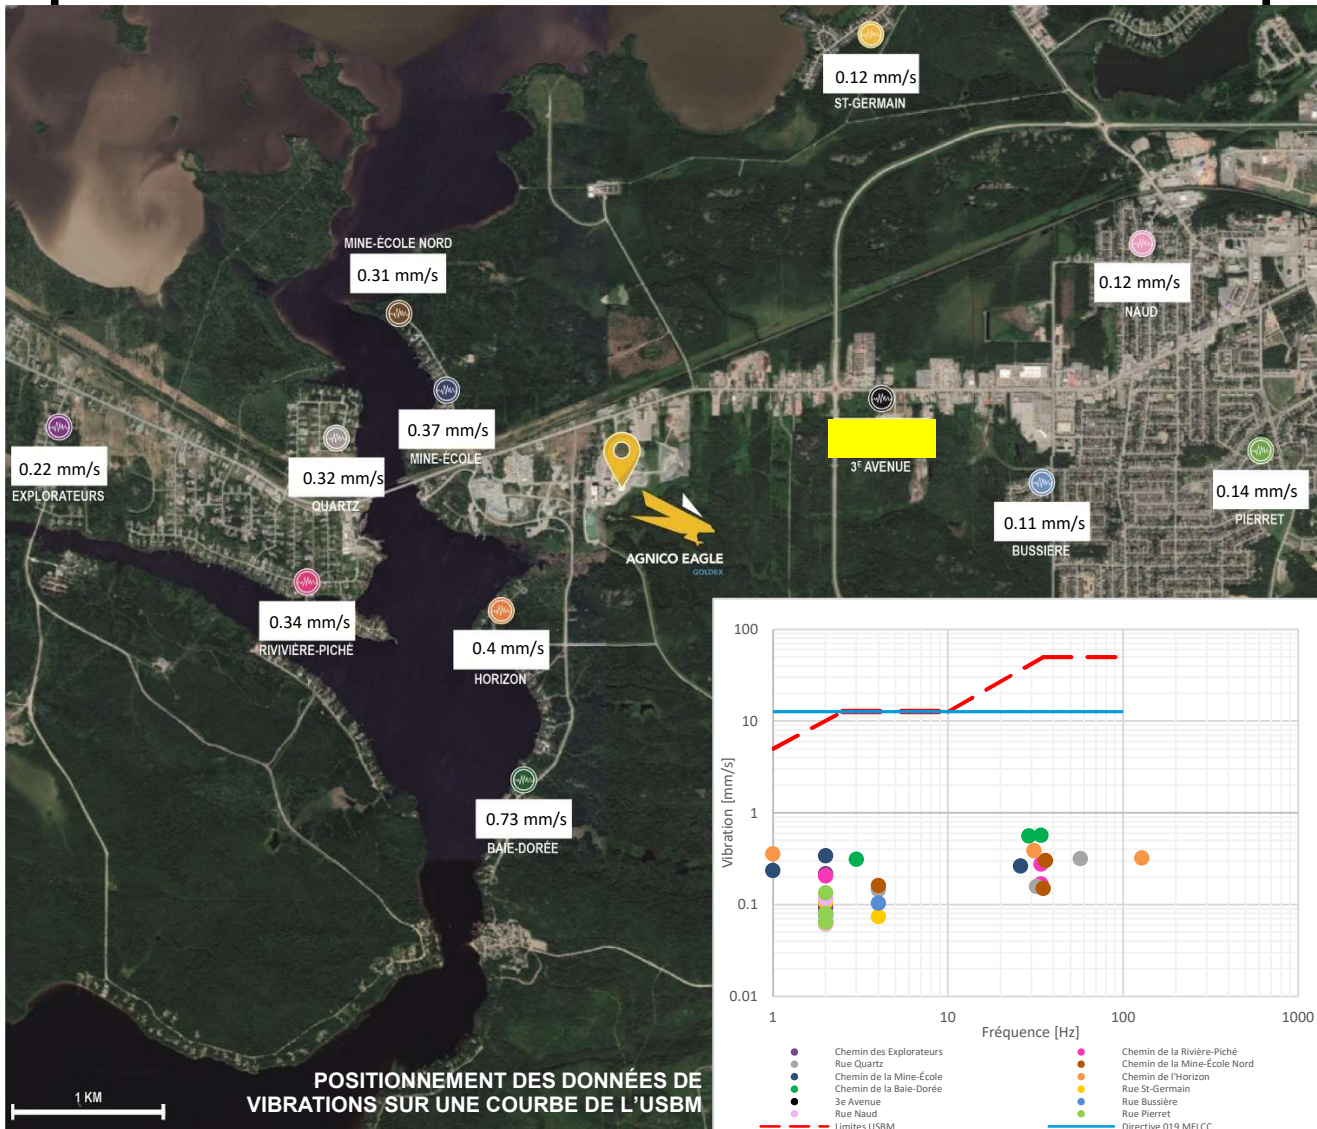 0.12 mm/s
ST-GERMAIN
MINE-ÉCOLE NORD
0.31 mm/s
0.12 mm/s
NAUD
0.37 mm/s
MINE-ÉCOLE
0.22 mm/s
EXPLORATEURS
0.32 mm/s
QUARTZ
3E AVENUE
0.14 mm/s
PIERRET
0.11 mm/s
BUSSIÈRE
AGNICO EAGLE
GOLDEX
0.34 mm/s
RIVIVIÈRE-PICHÉ
0.4 mm/s
HORIZON
0.73 mm/s
BAIE-DORÉE
POSITIONNEMENT DES DONNÉES DE
VIBRATIONS SUR UNE COURBE DE L'USBM
1 KM
Vibration [mm/s]
100
10
1
0.1
0.01
1 10 100 1000
Fréquence [Hz]
Chemin des Explorateurs
Chemin de la Rivière-Piché
Rue Quartz
Chemin de la Mine-École Nord
Chemin de la Mine-École
Chemin de l'Horizon
Chemin de la Baie-Dorée
Rue St-Germain
3e Avenue
Rue Bussière
Rue Naud
Rue Pierret
Limites USBM
Directive 019 MELCC